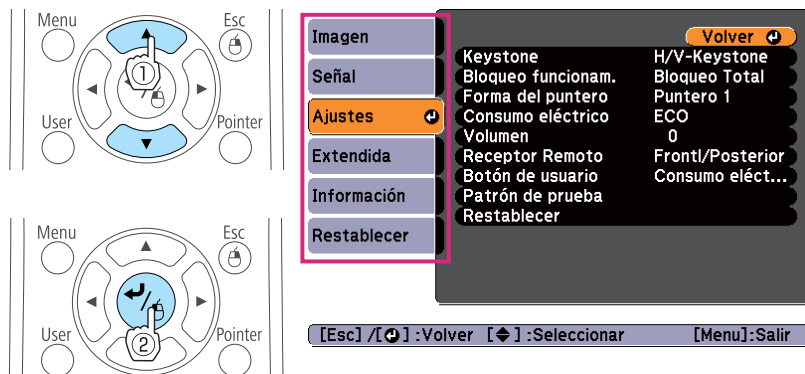 Menu
Esc
①
User
Pointer
Menu
Esc
User
Pointer
②
Imagen
Señal
Ajustes
Extendida
Información
Restablecer
Volver
Keystone H/V-Keystone
Bloqueo funcionam. Bloqueo Total
Forma del puntero Puntero 1
Consumo eléctrico ECO
Volumen 0
Receptor Remoto Frontl/Posterior
Botón de usuario Consumo eléct...
Patrón de prueba
Restablecer
[Esc] /[ ] :Volver [ ] :Seleccionar [Menu]:Salir